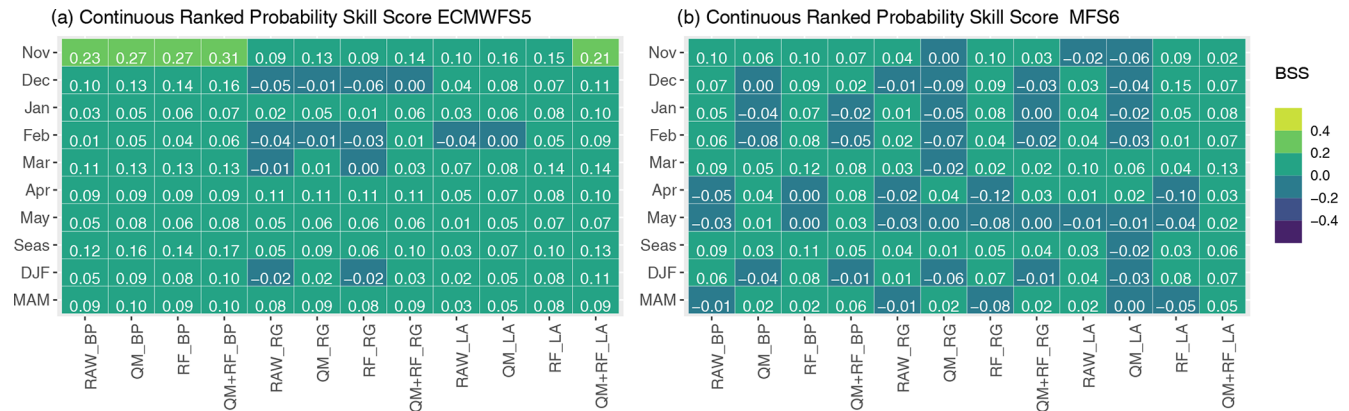 (a) Continuous Ranked Probability Skill Score ECMWFS5
Nov 0.23 0.27 0.27 0.31 0.09 0.13 0.09 0.14 0.10 0.16 0.15 0.21
Dec 0.10 0.13 0.14 0.16 −0.05 −0.01 −0.06 0.00 0.04 0.08 0.07 0.11
Jan 0.03 0.05 0.06 0.07 0.02 0.05 0.01 0.06 0.03 0.06 0.08 0.10
Feb 0.01 0.05 0.04 0.06 −0.04 −0.01 −0.03 0.01 −0.04 0.00 0.05 0.09
Mar 0.11 0.13 0.13 0.13 −0.01 0.01 0.00 0.03 0.07 0.08 0.14 0.14
Apr 0.09 0.09 0.09 0.09 0.11 0.11 0.11 0.11 0.05 0.07 0.08 0.10
May 0.05 0.08 0.06 0.08 0.05 0.06 0.06 0.06 0.01 0.05 0.07 0.07
Seas 0.12 0.16 0.14 0.17 0.05 0.09 0.06 0.10 0.03 0.07 0.10 0.13
DJF 0.05 0.09 0.08 0.10 −0.02 0.02 −0.02 0.03 0.02 0.05 0.08 0.11
MAM 0.09 0.10 0.09 0.10 0.08 0.09 0.08 0.09 0.03 0.05 0.08 0.09
RAW_BP QM_BP RF_BP QM+RF_BP RAW_RG QM_RG RF_RG QM+RF_RG RAW_LA QM_LA RF_LA QM+RF_LA
(b) Continuous Ranked Probability Skill Score MFS6
Nov 0.10 0.06 0.10 0.07 0.04 0.00 0.10 0.03 −0.02 −0.06 0.09 0.02
Dec 0.07 0.00 0.09 0.02 −0.01 −0.09 0.09 −0.03 0.03 −0.04 0.15 0.07
Jan 0.05 −0.04 0.07 −0.02 0.01 −0.05 0.08 0.00 0.04 −0.02 0.05 0.08
Feb 0.06 −0.08 0.08 −0.05 0.02 −0.07 0.04 −0.02 0.04 −0.03 0.01 0.07
Mar 0.09 0.05 0.12 0.08 0.03 −0.02 0.02 0.02 0.10 0.06 0.04 0.13
Apr −0.05 0.04 0.00 0.08 −0.02 0.04 −0.12 0.03 0.01 0.02 −0.10 0.03
May −0.03 0.01 0.00 0.03 −0.03 0.00 −0.08 0.00 −0.01 −0.01 −0.04 0.02
Seas 0.09 0.03 0.11 0.05 0.04 0.01 0.05 0.04 0.03 −0.02 0.03 0.06
DJF 0.06 −0.04 0.08 −0.01 0.01 −0.06 0.07 −0.01 0.04 −0.03 0.08 0.07
MAM −0.01 0.02 0.02 0.06 −0.01 0.02 −0.08 0.02 0.02 0.00 −0.05 0.05
RAW_BP QM_BP RF_BP QM+RF_BP RAW_RG QM_RG RF_RG QM+RF_RG RAW_LA QM_LA RF_LA QM+RF_LA
BSS
0.4
0.2
0.0
−0.2
−0.4